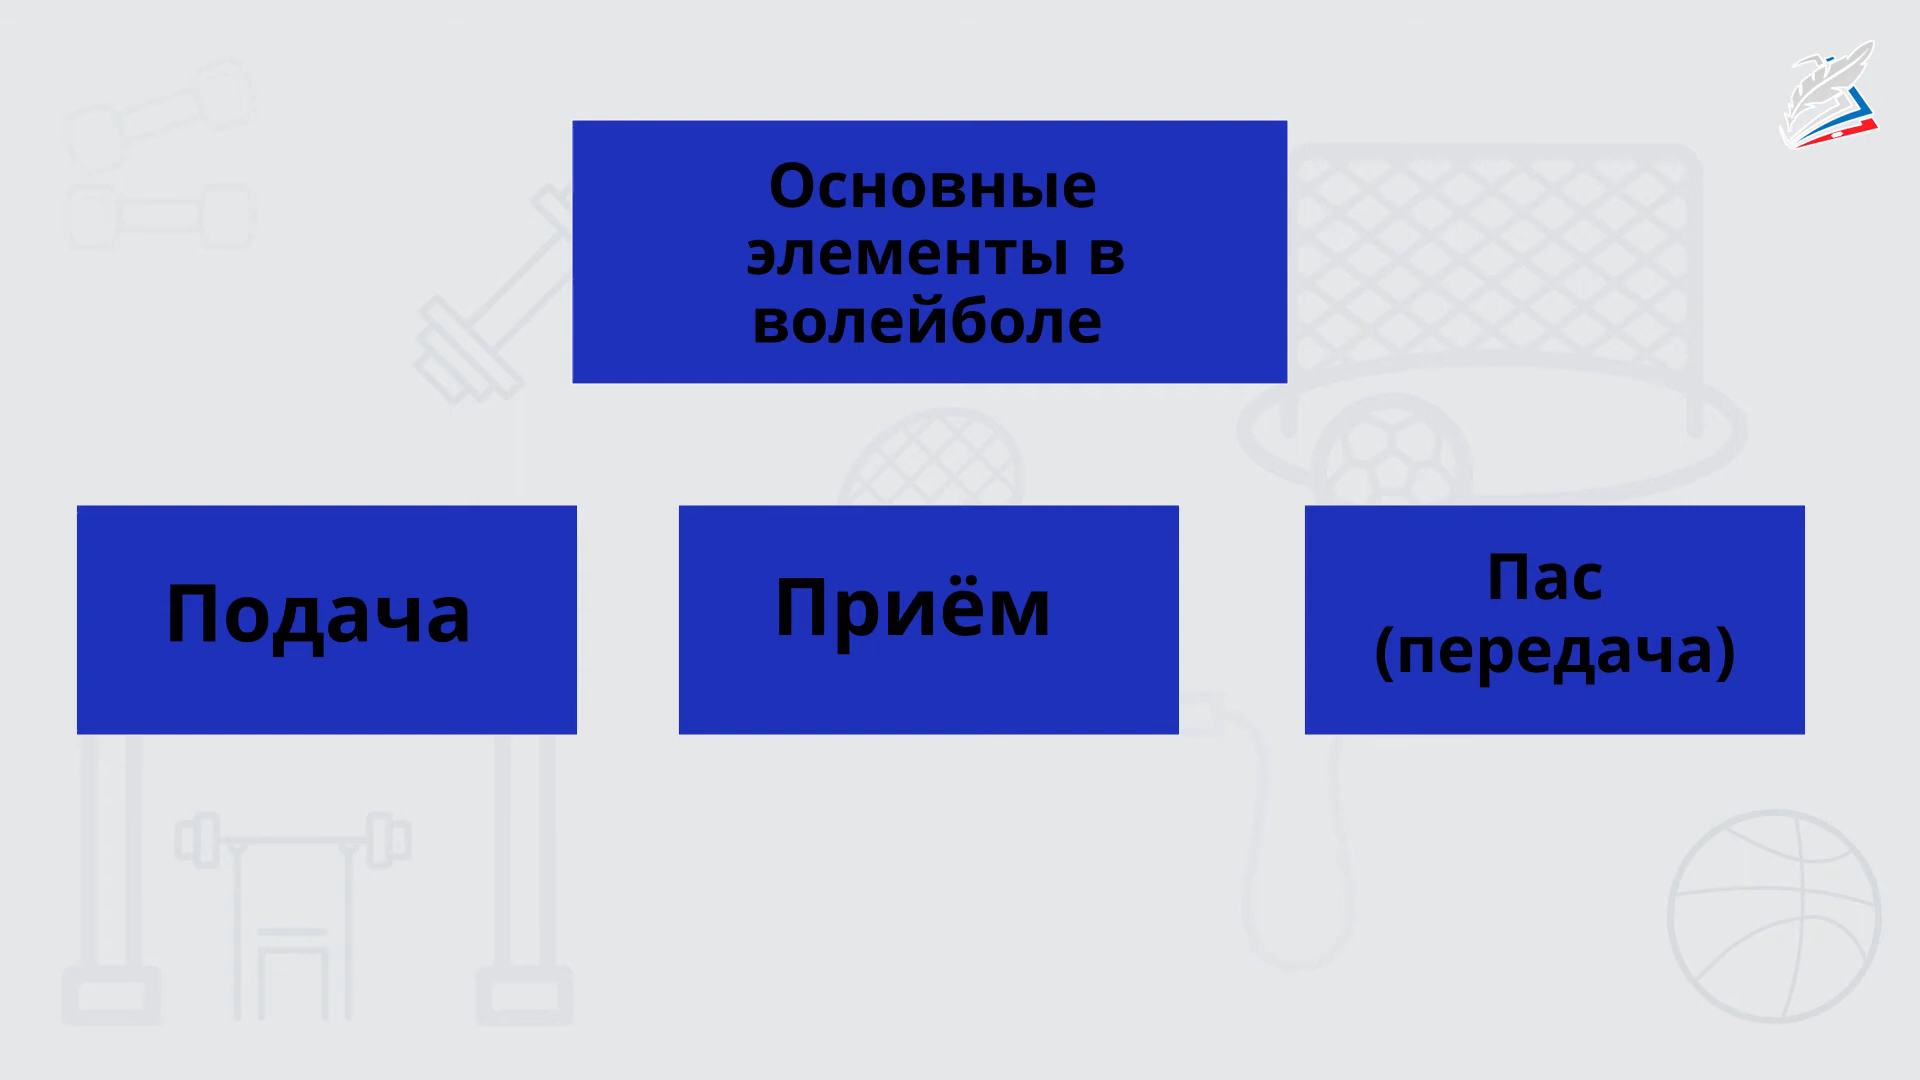 Основные
элементы в
волейболе
Подача
Приём
Пас
(передача)